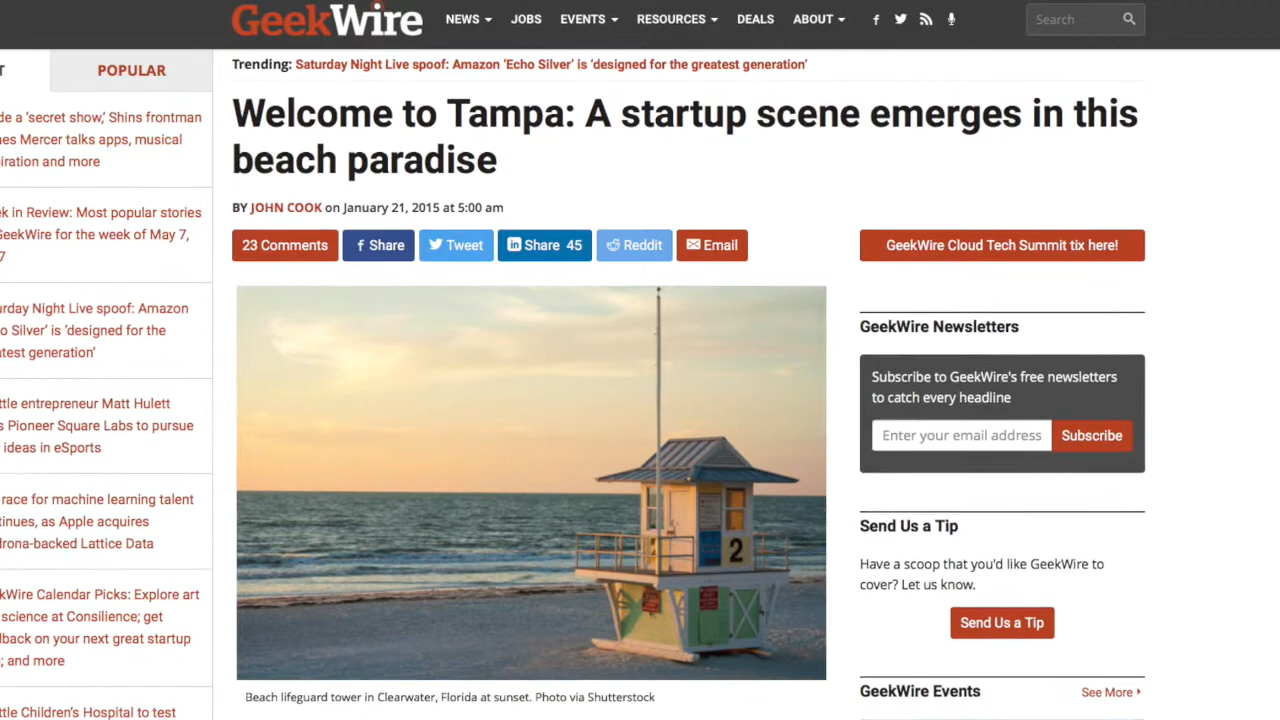 GeekWire
NEWS JOBS EVENTS RESOURCES DEALS ABOUT
Search
T POPULAR
Trending: Saturday Night Live spoof: Amazon ‘Echo Silver’ is ‘designed for the greatest generation’
Welcome to Tampa: A startup scene emerges in this
beach paradise
BY JOHN COOK on January 21, 2015 at 5:00 am
23 Comments
Share
Tweet
Share 45
Reddit
Email
de a ‘secret show,’ Shins frontman
nes Mercer talks apps, musical
iration and more
ek in Review: Most popular stories
GeekWire for the week of May 7,
7
urday Night Live spoof: Amazon
o Silver’ is ‘designed for the
atest generation’
ttle entrepreneur Matt Hulett
s Pioneer Square Labs to pursue
ideas in eSports
race for machine learning talent
tinues, as Apple acquires
drona-backed Lattice Data
kWire Calendar Picks: Explore art
science at Consilience; get
lback on your next great startup
; and more
ttle Children’s Hospital to test
2
Beach lifeguard tower in Clearwater, Florida at sunset. Photo via Shutterstock
GeekWire Cloud Tech Summit tix here!
GeekWire Newsletters
Subscribe to GeekWire's free newsletters
to catch every headline
Enter your email address
Subscribe
Send Us a Tip
Have a scoop that you'd like GeekWire to
cover? Let us know.
Send Us a Tip
GeekWire Events
See More